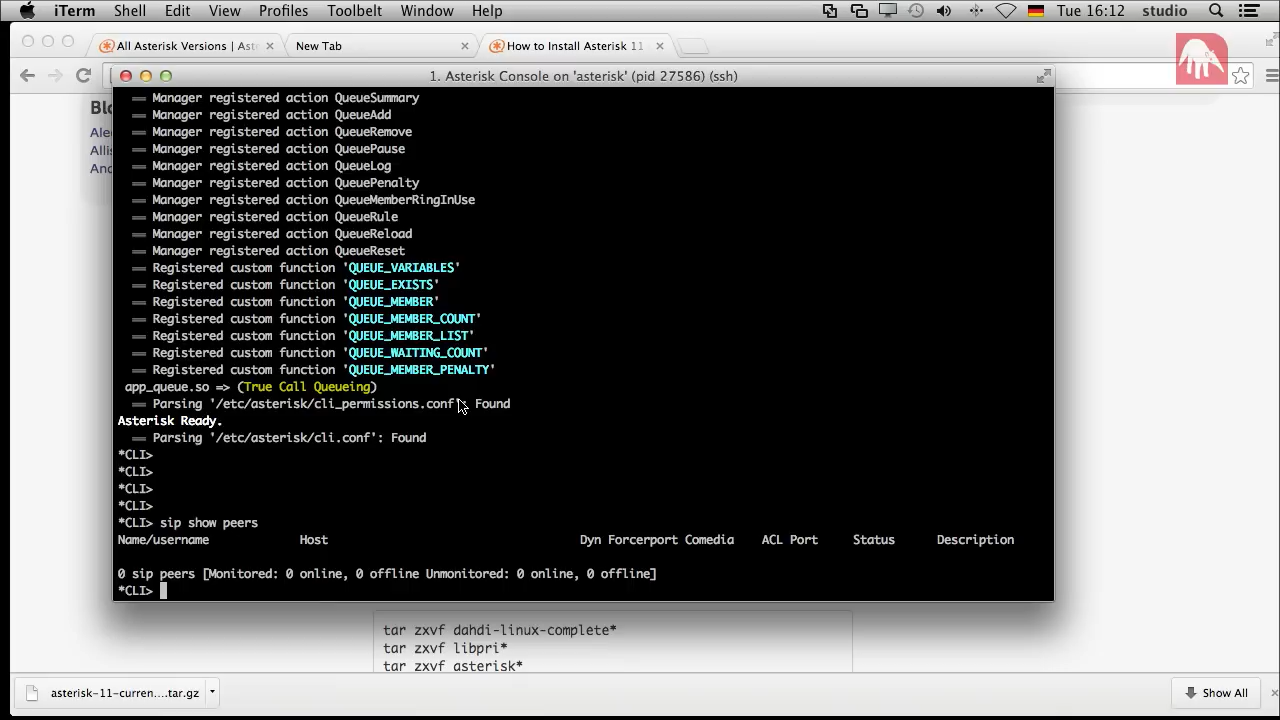 iTerm Shell Edit View Profiles Toolbelt Window Help Tue 16:12 studio
All Asterisk Versions | Ast New Tab How to Install Asterisk 11
1. Asterisk Console on 'asterisk' (pid 27586) (ssh)
Blo
Alec
Allis
And
== Manager registered action QueueSummary
== Manager registered action QueueAdd
== Manager registered action QueueRemove
== Manager registered action QueuePause
== Manager registered action QueueLog
== Manager registered action QueuePenalty
== Manager registered action QueueMemberRingInUse
== Manager registered action QueueRule
== Manager registered action QueueReload
== Manager registered action QueueReset
== Registered custom function 'QUEUE_VARIABLES'
== Registered custom function 'QUEUE_EXISTS'
== Registered custom function 'QUEUE_MEMBER'
== Registered custom function 'QUEUE_MEMBER_COUNT'
== Registered custom function 'QUEUE_MEMBER_LIST'
== Registered custom function 'QUEUE_WAITING_COUNT'
== Registered custom function 'QUEUE_MEMBER_PENALTY'
app_queue.so => (True Call Queueing)
== Parsing '/etc/asterisk/cli_permissions.conf': Found
Asterisk Ready.
== Parsing '/etc/asterisk/cli.conf': Found
*CLI>
*CLI>
*CLI>
*CLI>
*CLI> sip show peers
Name/username Host Dyn Forcerport Comedia ACL Port Status Description
0 sip peers [Monitored: 0 online, 0 offline Unmonitored: 0 online, 0 offline]
*CLI>
tar zxvf dahdi-linux-complete*
tar zxvf libpri*
tar zxvf asterisk*
asterisk-11-curren....tar.gz Show All